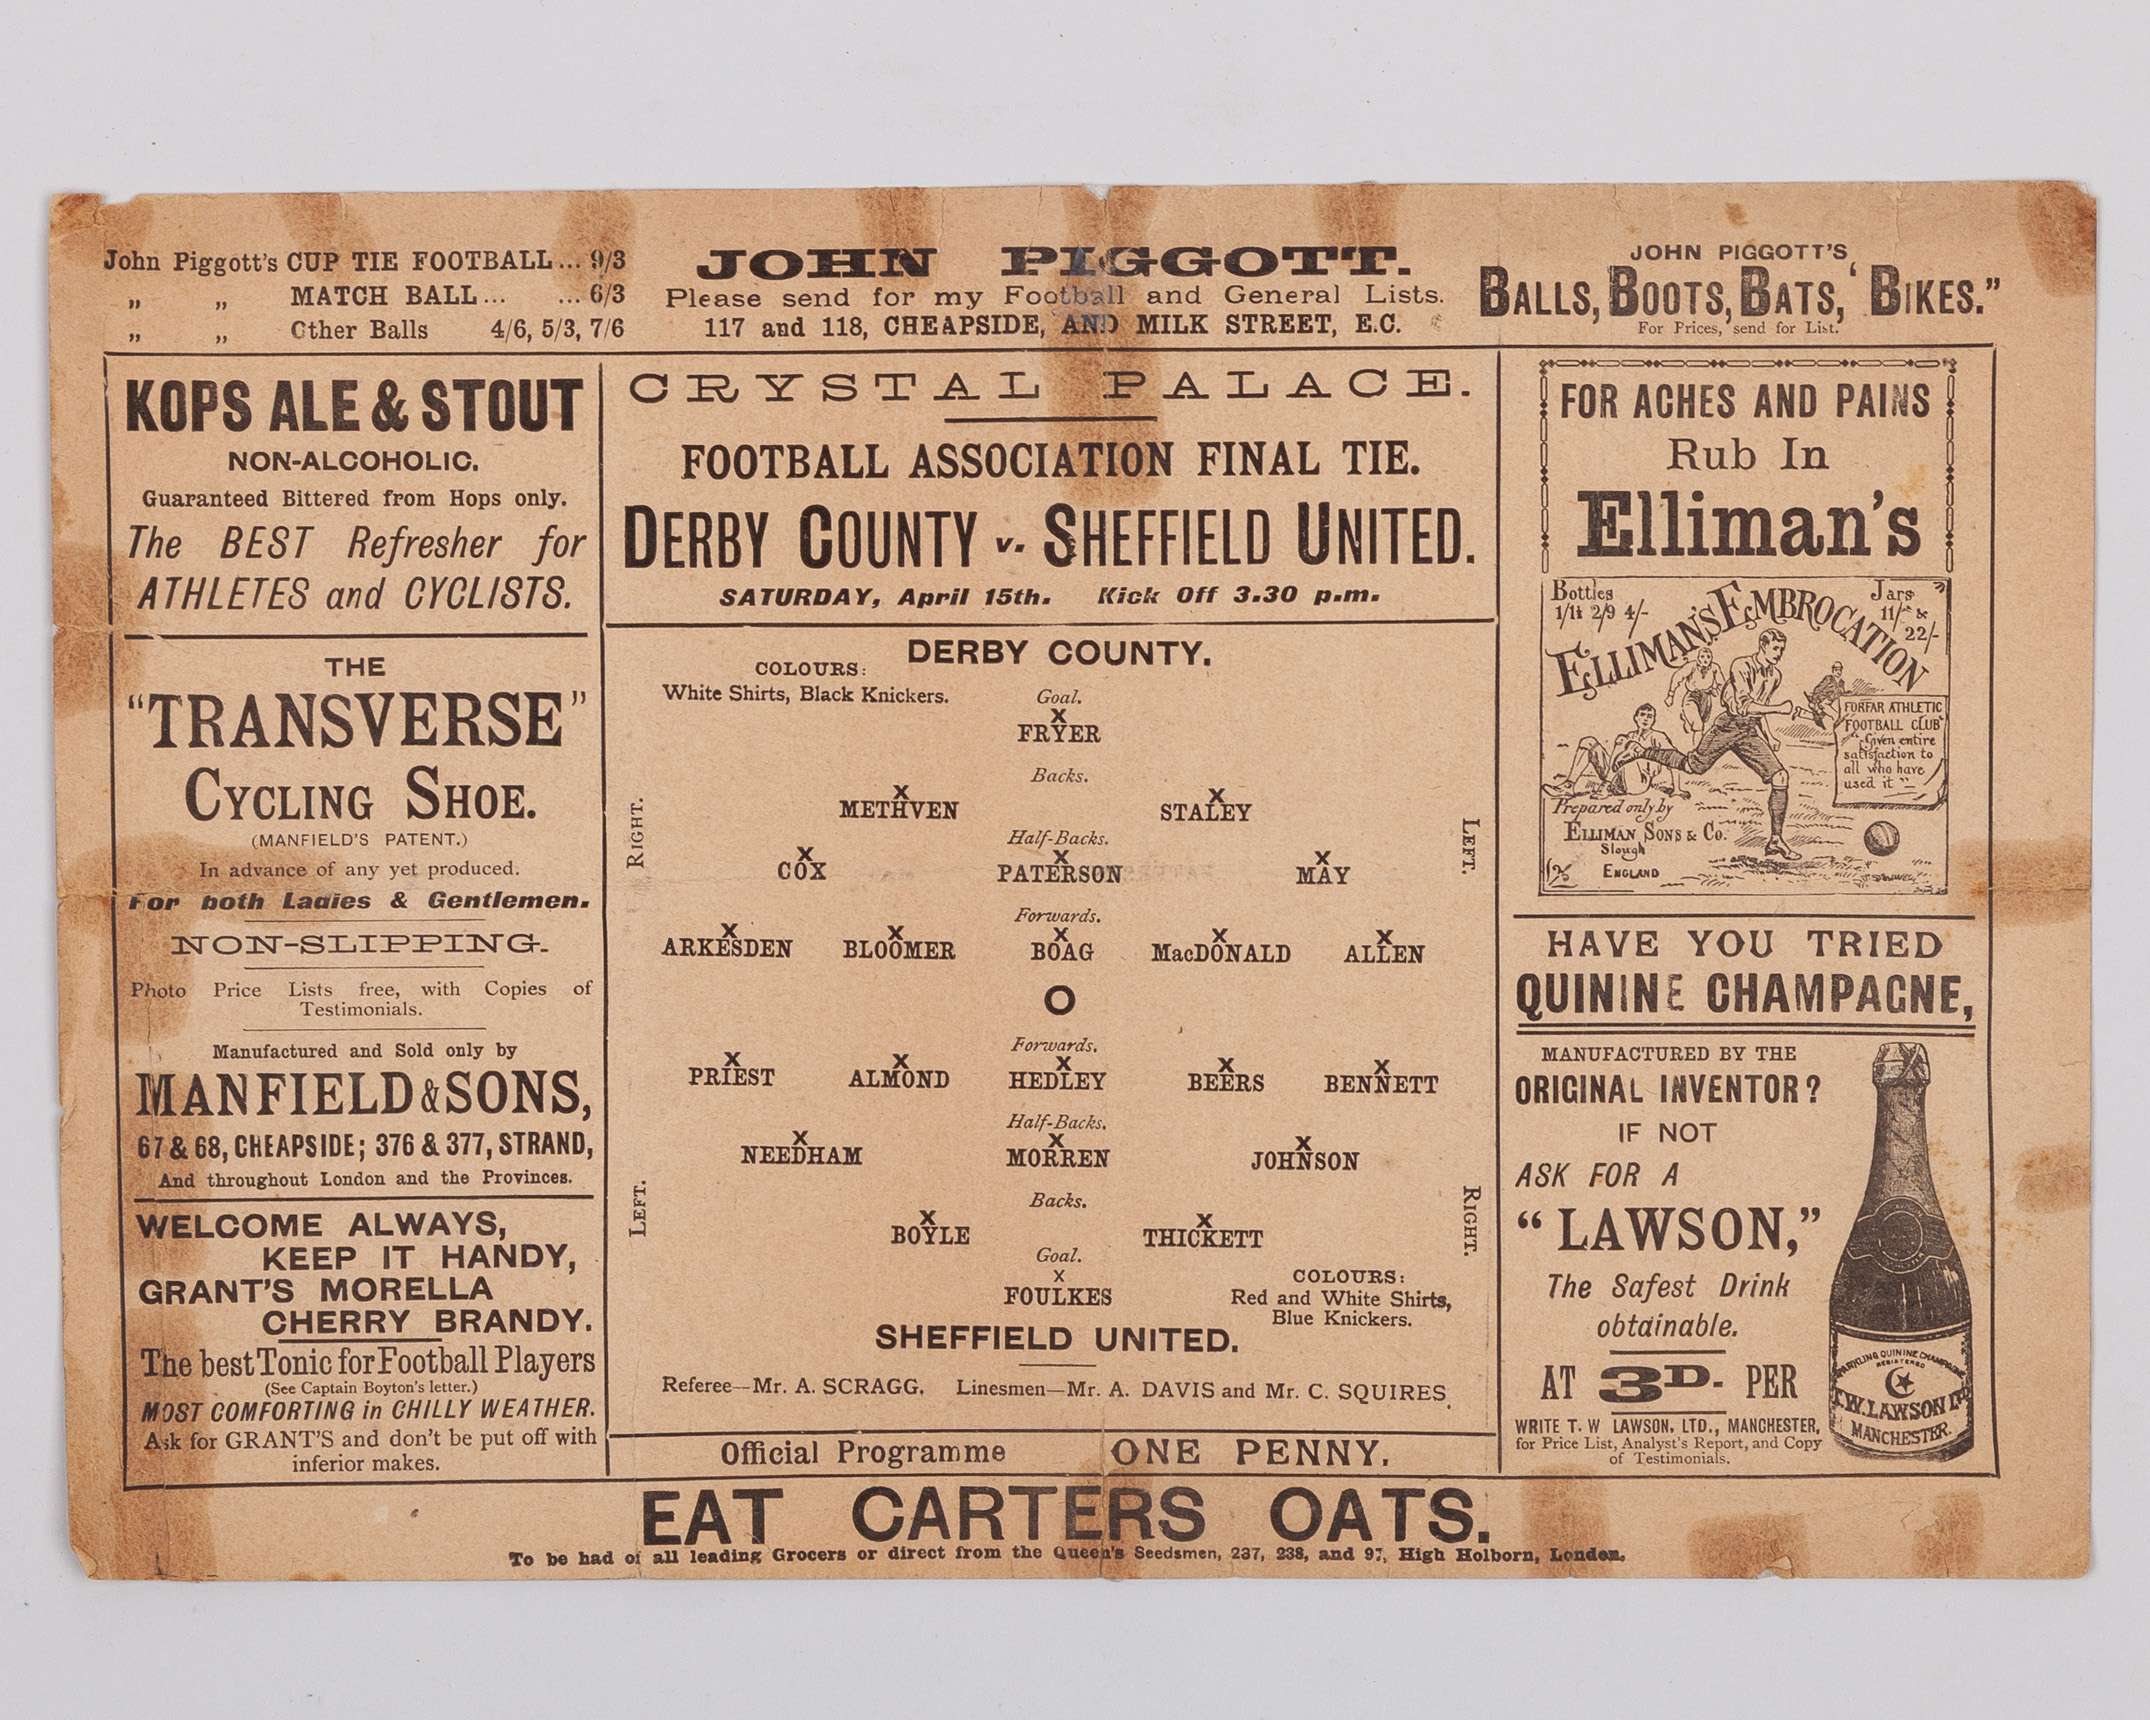 John Piggott's CUP TIE FOOTBALL ... 9/3
„ „ MATCH BALL ... ... 6/3
„ „ Other Balls 4/6, 5/3, 7/6
JOHN PIGGOTT.
Please send for my Football and General Lists.
117 and 118, CHEAPSIDE, AND MILK STREET, E.C.
JOHN PIGGOTT'S
BALLS, BOOTS, BATS, ‘ BIKES.”
For Prices, send for List.
KOPS ALE & STOUT
NON-ALCOHOLIC.
Guaranteed Bittered from Hops only.
The BEST Refresher for
ATHLETES and CYCLISTS.
THE
“TRANSVERSE”
CYCLING SHOE.
(MANFIELD'S PATENT.)
In advance of any yet produced.
For both Ladies & Gentlemen.
NON-SLIPPING.
Photo Price Lists free, with Copies of
Testimonials.
Manufactured and Sold only by
MANFIELD & SONS,
67 & 68, CHEAPSIDE; 376 & 377, STRAND,
And throughout London and the Provinces.
WELCOME ALWAYS,
KEEP IT HANDY,
GRANT'S MORELLA
CHERRY BRANDY.
The best Tonic for Football Players
(See Captain Boyton's letter.)
MOST COMFORTING in CHILLY WEATHER.
Ask for GRANT'S and don't be put off with
inferior makes.
CRYSTAL PALACE.
FOOTBALL ASSOCIATION FINAL TIE.
DERBY COUNTY v. SHEFFIELD UNITED.
SATURDAY, April 15th. Kick Off 3.30 p.m.
DERBY COUNTY.
COLOURS:
White Shirts, Black Knickers.
Goal.
X
FRYER
Backs.
X X
METHVEN STALEY
RIGHT.
LEFT.
Half-Backs.
X X X
COX PATERSON MAY
Forwards.
X X X X X
ARKESDEN BLOOMER BOAG MacDONALD ALLEN
O
Forwards.
X X X X X
PRIEST ALMOND HEDLEY BEERS BENNETT
Half-Backs.
X X X
NEEDHAM MORREN JOHNSON
LEFT.
RIGHT.
Backs.
X X
BOYLE THICKETT
Goal.
X
FOULKES
COLOURS:
Red and White Shirts,
Blue Knickers.
SHEFFIELD UNITED.
Referee—Mr. A. SCRAGG. Linesmen—Mr. A. DAVIS and Mr. C. SQUIRES.
Official Programme ONE PENNY.
FOR ACHES AND PAINS
Rub In
Elliman's
Bottles
1/1½ 2/9 4/-
Jars
11/- &
22/-
ELLIMAN'S EMBROCATION
FORFAR ATHLETIC
FOOTBALL CLUB
“Given entire
satisfaction to
all who have
used it”
Prepared only by
ELLIMAN SONS & Co.
Slough
ENGLAND
HAVE YOU TRIED
QUININE CHAMPAGNE,
MANUFACTURED BY THE
ORIGINAL INVENTOR?
IF NOT
ASK FOR A
“LAWSON,”
The Safest Drink
obtainable.
AT 3D. PER
WRITE T. W LAWSON, LTD., MANCHESTER,
for Price List, Analyst's Report, and Copy
of Testimonials.
SPARKLING QUININE CHAMPAGNE
REGISTERED
T.W. LAWSON LTD
MANCHESTER.
EAT CARTERS OATS.
To be had of all leading Grocers or direct from the Queen's Seedsmen, 237, 238, and 97, High Holborn, London.